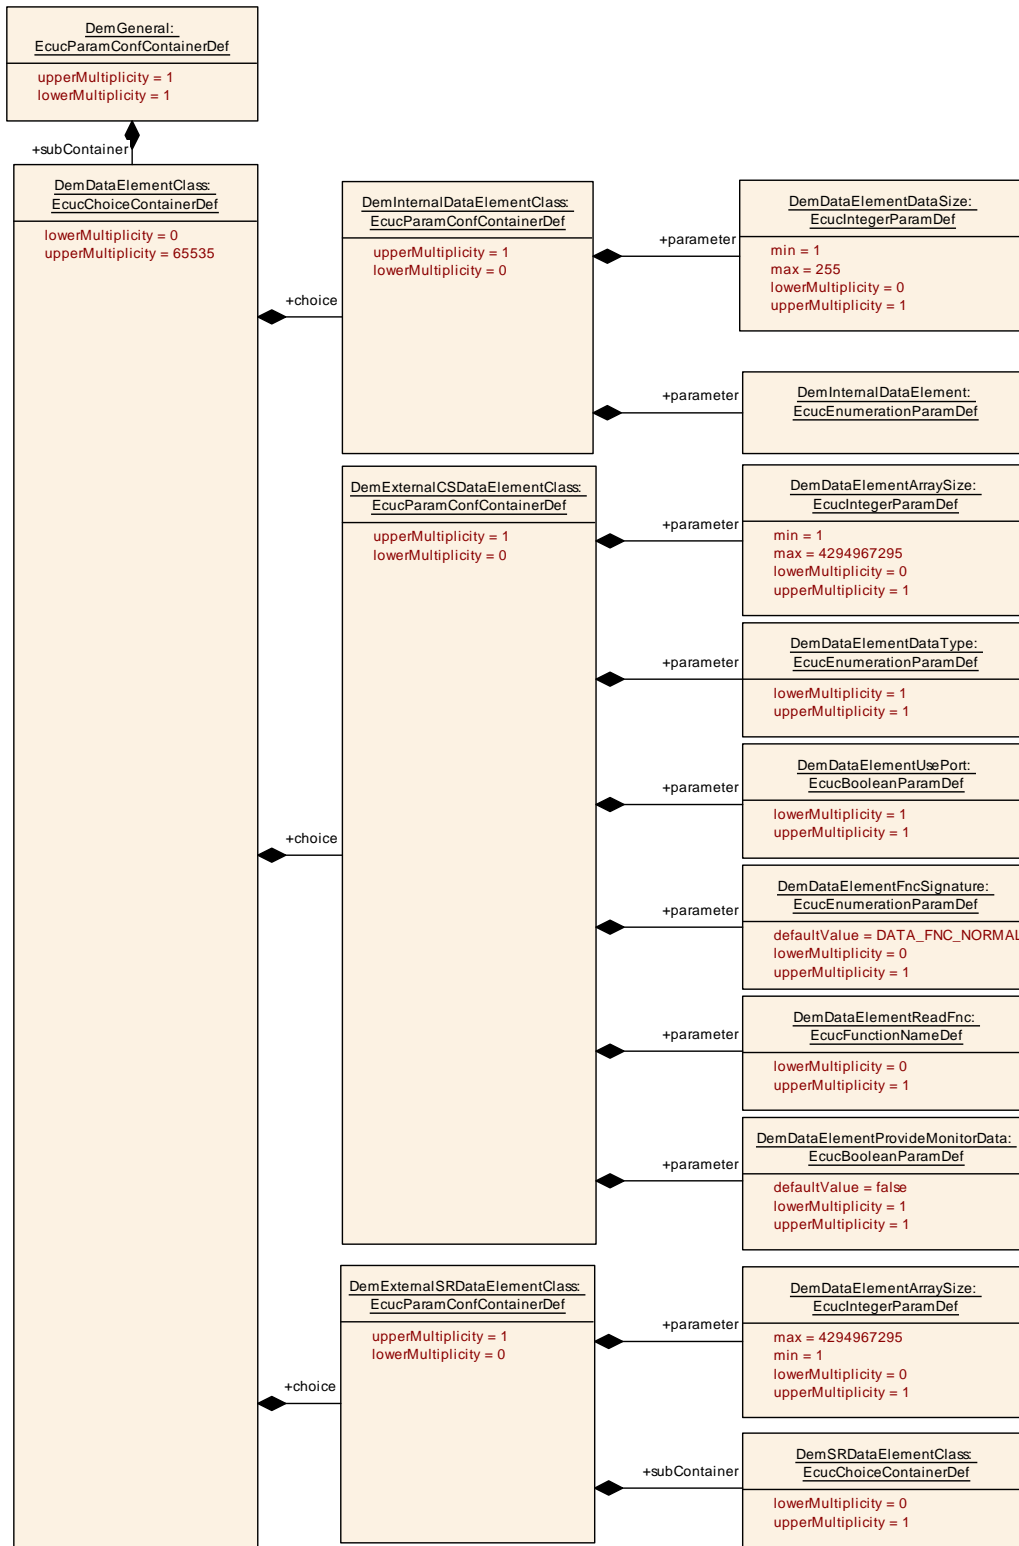 DemGeneral:
EcucParamConfContainerDef
upperMultiplicity = 1
lowerMultiplicity = 1
+subContainer
DemDataElementClass:
EcucChoiceContainerDef
lowerMultiplicity = 0
upperMultiplicity = 65535
+choice
DemInternalDataElementClass:
EcucParamConfContainerDef
upperMultiplicity = 1
lowerMultiplicity = 0
+parameter
DemDataElementDataSize:
EcucIntegerParamDef
min = 1
max = 255
lowerMultiplicity = 0
upperMultiplicity = 1
+parameter
DemInternalDataElement:
EcucEnumerationParamDef
+choice
DemExternalCSDataElementClass:
EcucParamConfContainerDef
upperMultiplicity = 1
lowerMultiplicity = 0
+parameter
DemDataElementArraySize:
EcucIntegerParamDef
min = 1
max = 4294967295
lowerMultiplicity = 0
upperMultiplicity = 1
+parameter
DemDataElementDataType:
EcucEnumerationParamDef
lowerMultiplicity = 1
upperMultiplicity = 1
+parameter
DemDataElementUsePort:
EcucBooleanParamDef
lowerMultiplicity = 1
upperMultiplicity = 1
+parameter
DemDataElementFncSignature:
EcucEnumerationParamDef
defaultValue = DATA_FNC_NORMAL
lowerMultiplicity = 0
upperMultiplicity = 1
+parameter
DemDataElementReadFnc:
EcucFunctionNameDef
lowerMultiplicity = 0
upperMultiplicity = 1
+parameter
DemDataElementProvideMonitorData:
EcucBooleanParamDef
defaultValue = false
lowerMultiplicity = 1
upperMultiplicity = 1
+choice
DemExternalSRDataElementClass:
EcucParamConfContainerDef
upperMultiplicity = 1
lowerMultiplicity = 0
+parameter
DemDataElementArraySize:
EcucIntegerParamDef
max = 4294967295
min = 1
lowerMultiplicity = 0
upperMultiplicity = 1
+subContainer
DemSRDataElementClass:
EcucChoiceContainerDef
lowerMultiplicity = 0
upperMultiplicity = 1